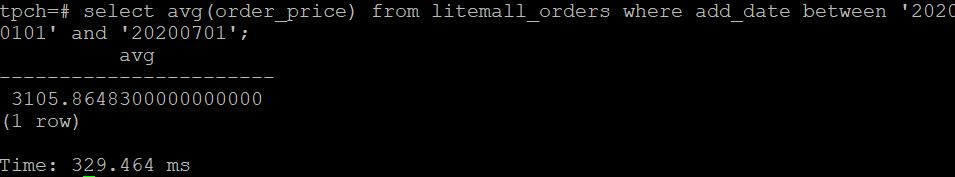 tpch=# select avg(order_price) from litemall_orders where add_date between '2020
0101' and '20200701';
avg
-----------------------
3105.8648300000000000
(1 row)
Time: 329.464 ms